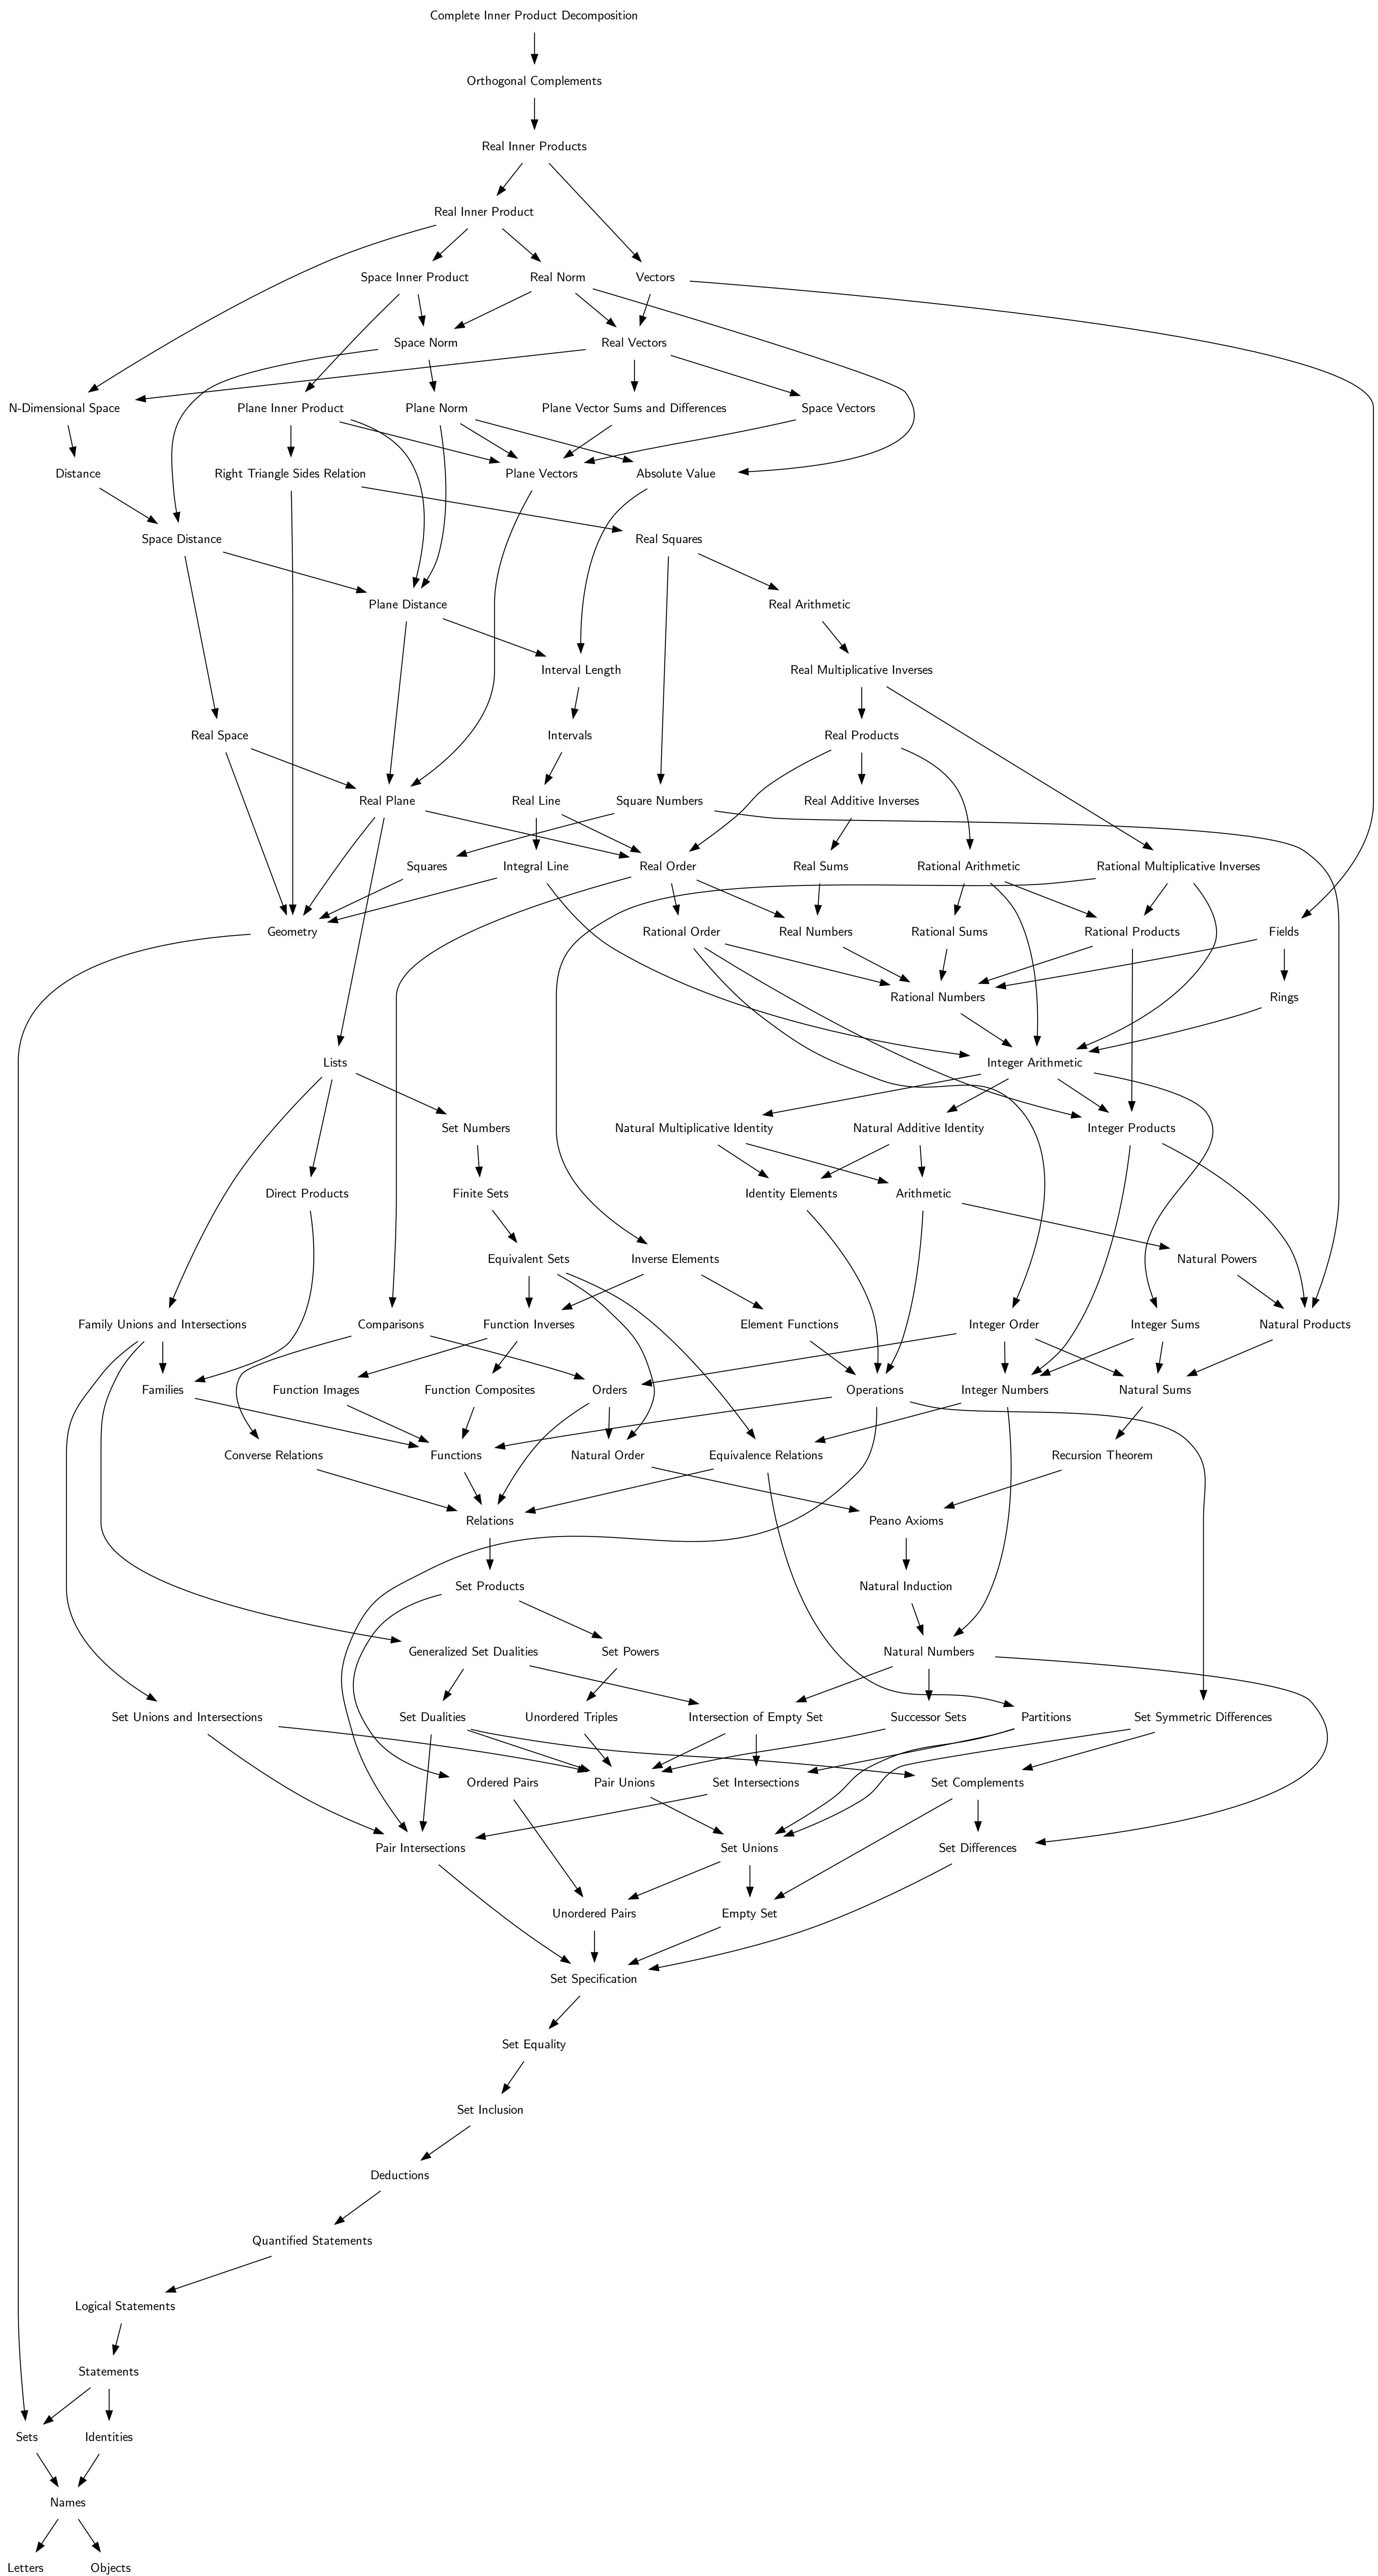 Complete Inner Product Decomposition
Orthogonal Complements
Real Inner Products
Real Inner Product
Space Inner Product
Real Norm
Vectors
Space Norm
Real Vectors
N-Dimensional Space
Plane Inner Product
Plane Norm
Plane Vector Sums and Differences
Space Vectors
Distance
Right Triangle Sides Relation
Plane Vectors
Absolute Value
Space Distance
Real Squares
Plane Distance
Real Arithmetic
Interval Length
Real Multiplicative Inverses
Real Space
Intervals
Real Products
Real Plane
Real Line
Square Numbers
Real Additive Inverses
Squares
Integral Line
Real Order
Real Sums
Rational Arithmetic
Rational Multiplicative Inverses
Geometry
Rational Order
Real Numbers
Rational Sums
Rational Products
Fields
Rational Numbers
Rings
Lists
Integer Arithmetic
Set Numbers
Natural Multiplicative Identity
Natural Additive Identity
Integer Products
Direct Products
Finite Sets
Identity Elements
Arithmetic
Equivalent Sets
Inverse Elements
Natural Powers
Family Unions and Intersections
Comparisons
Function Inverses
Element Functions
Integer Order
Integer Sums
Natural Products
Families
Function Images
Function Composites
Orders
Operations
Integer Numbers
Natural Sums
Converse Relations
Functions
Natural Order
Equivalence Relations
Recursion Theorem
Relations
Peano Axioms
Set Products
Natural Induction
Generalized Set Dualities
Set Powers
Natural Numbers
Set Unions and Intersections
Set Dualities
Unordered Triples
Intersection of Empty Set
Successor Sets
Partitions
Set Symmetric Differences
Ordered Pairs
Pair Unions
Set Intersections
Set Complements
Pair Intersections
Set Unions
Set Differences
Unordered Pairs
Empty Set
Set Specification
Set Equality
Set Inclusion
Deductions
Quantified Statements
Logical Statements
Statements
Sets
Identities
Names
Letters
Objects